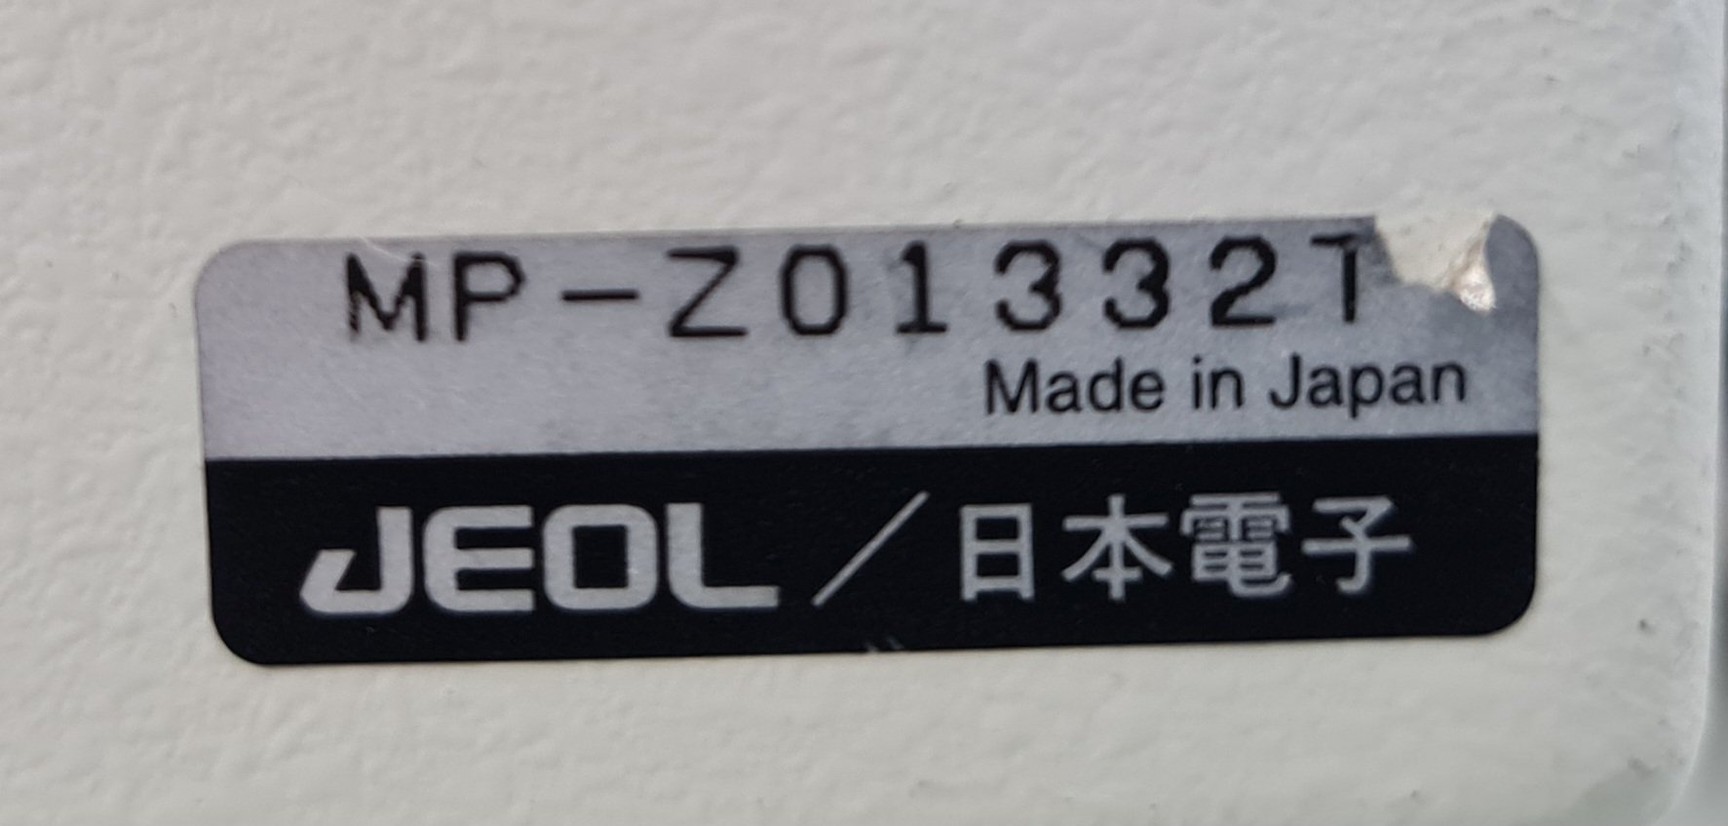 MP-Z01332T
Made in Japan
JEOL/日本電子